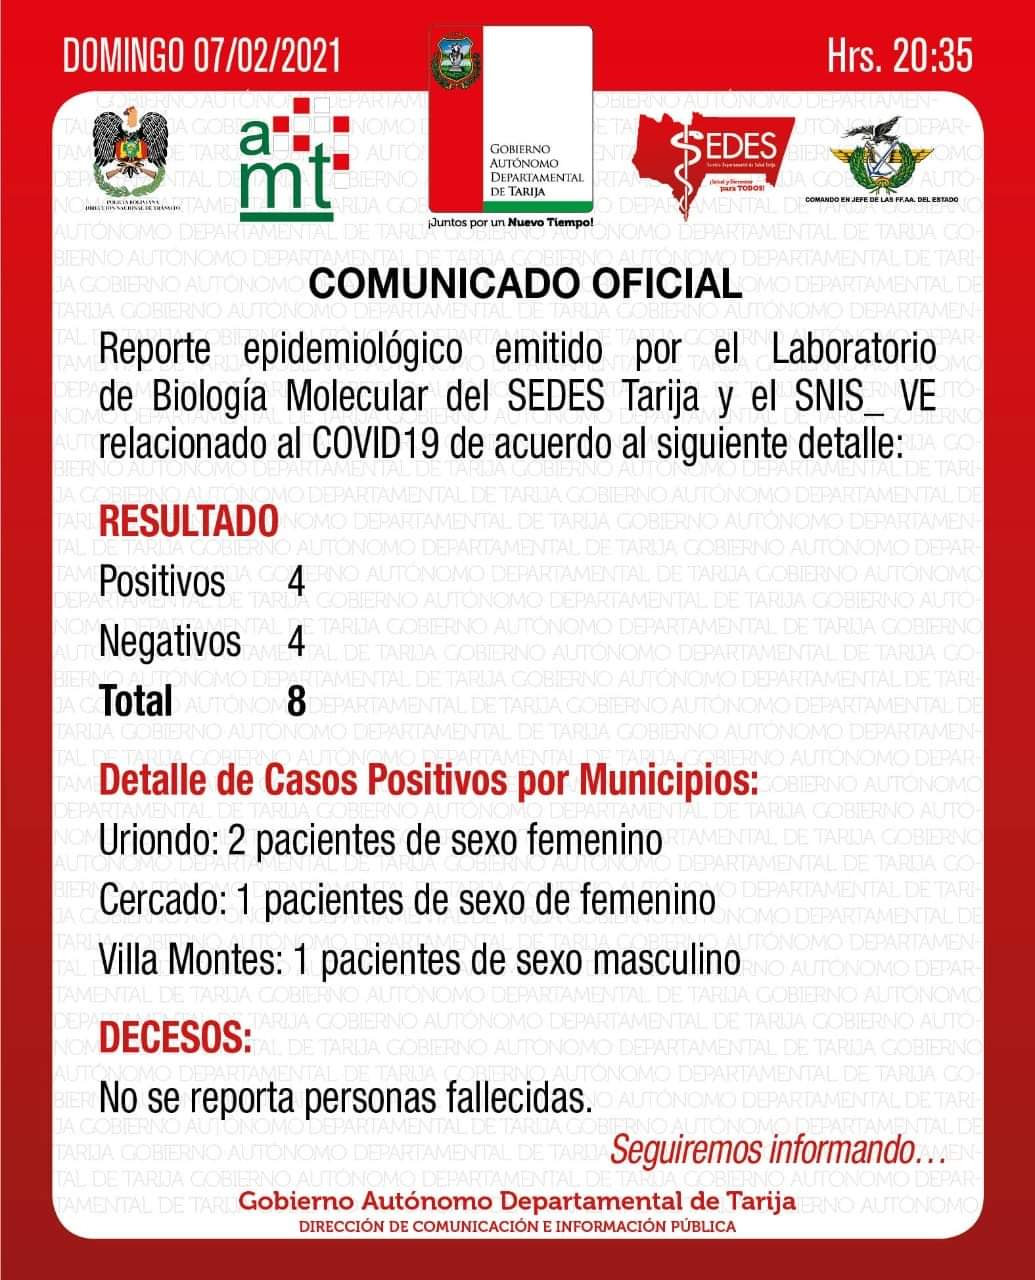 DOMINGO 07/02/2021
Hrs. 20:35
POLICÍA BOLIVIANA
DIRECCIÓN NACIONAL DE TRÁNSITO
amt
GOBIERNO
AUTÓNOMO
DEPARTAMENTAL
DE TARIJA
¡Juntos por un Nuevo Tiempo!
SEDES
Servicio Departamental de Salud Tarija
¡Salud y Bienestar
para TODOS!
COMANDO EN JEFE DE LAS FF.AA. DEL ESTADO
COMUNICADO OFICIAL
Reporte epidemiológico emitido por el Laboratorio
de Biología Molecular del SEDES Tarija y el SNIS_ VE
relacionado al COVID19 de acuerdo al siguiente detalle:
RESULTADO
Positivos 4
Negativos 4
Total 8
Detalle de Casos Positivos por Municipios:
Uriondo: 2 pacientes de sexo femenino
Cercado: 1 pacientes de sexo de femenino
Villa Montes: 1 pacientes de sexo masculino
DECESOS:
No se reporta personas fallecidas.
Seguiremos informando...
Gobierno Autónomo Departamental de Tarija
DIRECCIÓN DE COMUNICACIÓN E INFORMACIÓN PÚBLICA